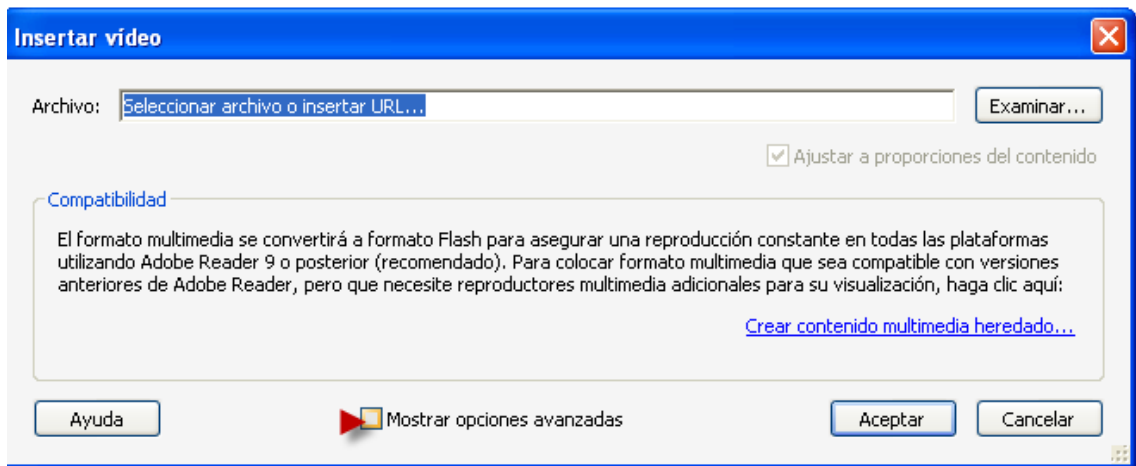 Insertar vídeo
Archivo: Seleccionar archivo o insertar URL... Examinar...
Ajustar a proporciones del contenido
Compatibilidad
El formato multimedia se convertirá a formato Flash para asegurar una reproducción constante en todas las plataformas
utilizando Adobe Reader 9 o posterior (recomendado). Para colocar formato multimedia que sea compatible con versiones
anteriores de Adobe Reader, pero que necesite reproductores multimedia adicionales para su visualización, haga clic aquí:
Crear contenido multimedia heredado...
Ayuda Mostrar opciones avanzadas Aceptar Cancelar